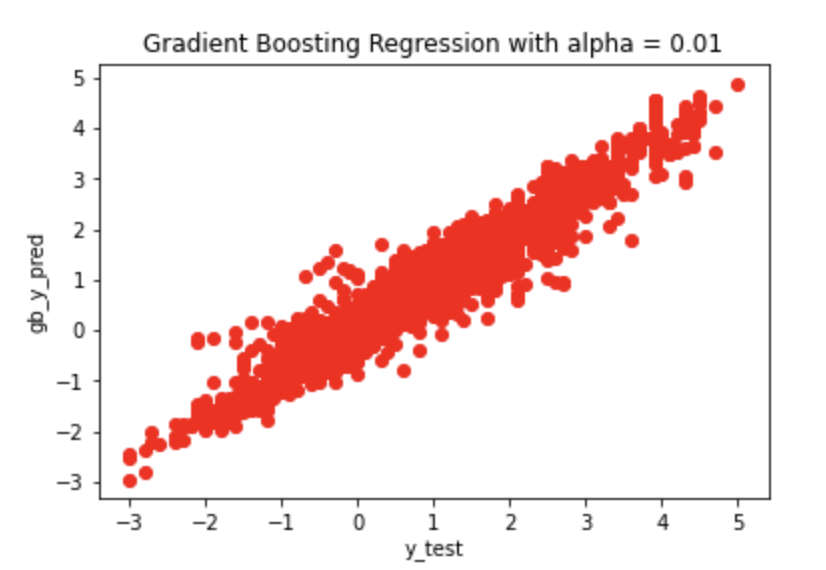 Gradient Boosting Regression with alpha = 0.01
5
4
3
2
1
0
−1
−2
−3
gb_y_pred
−3 −2 −1 0 1 2 3 4 5
y_test